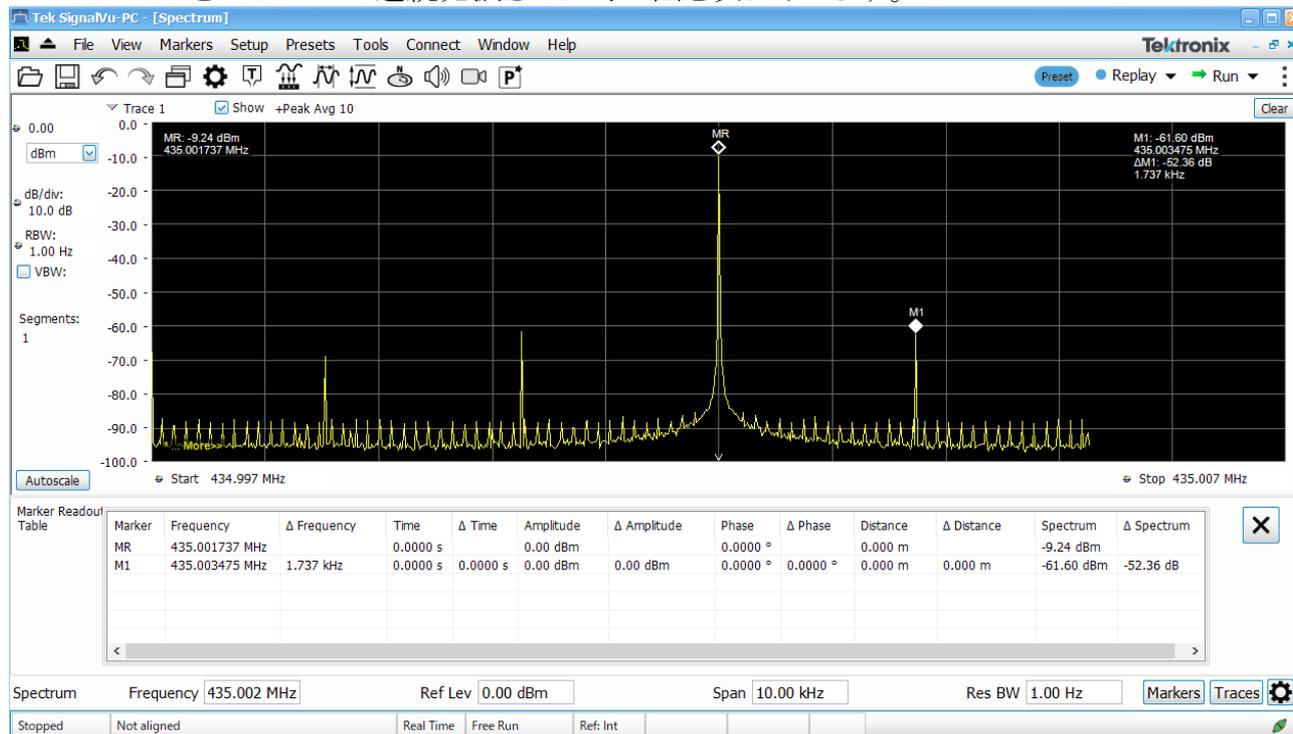 Tek SignalVu-PC - [Spectrum]
File View Markers Setup Presets Tools Connect Window Help
Tektronix
Preset Replay Run
Trace 1 Show +Peak Avg 10
Clear
0.00
dBm
dB/div:
10.0 dB
RBW:
1.00 Hz
VBW:
Segments:
1
0.0
-10.0
-20.0
-30.0
-40.0
-50.0
-60.0
-70.0
-80.0
-90.0
-100.0
MR: -9.24 dBm
435.001737 MHz
MR
M1: -61.60 dBm
435.003475 MHz
ΔM1: -52.36 dB
1.737 kHz
M1
...More
Autoscale
Start 434.997 MHz
Stop 435.007 MHz
Marker Readout
Table
Marker Frequency Δ Frequency Time Δ Time Amplitude Δ Amplitude Phase Δ Phase Distance Δ Distance Spectrum Δ Spectrum
MR 435.001737 MHz 0.0000 s 0.00 dBm 0.0000 ° 0.000 m -9.24 dBm
M1 435.003475 MHz 1.737 kHz 0.0000 s 0.0000 s 0.00 dBm 0.00 dBm 0.0000 ° 0.0000 ° 0.000 m 0.000 m -61.60 dBm -52.36 dB
Spectrum Frequency 435.002 MHz Ref Lev 0.00 dBm Span 10.00 kHz Res BW 1.00 Hz Markers Traces
Stopped Not aligned Real Time Free Run Ref: Int